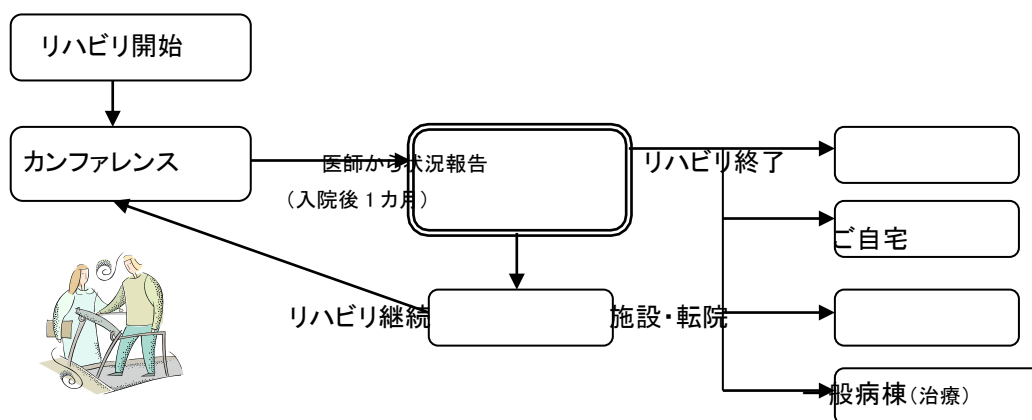 リハビリ開始
カンファレンス
医師から状況報告
（入院後1カ月）
リハビリ終了
ご自宅
リハビリ継続
施設・転院
一般病棟（治療）